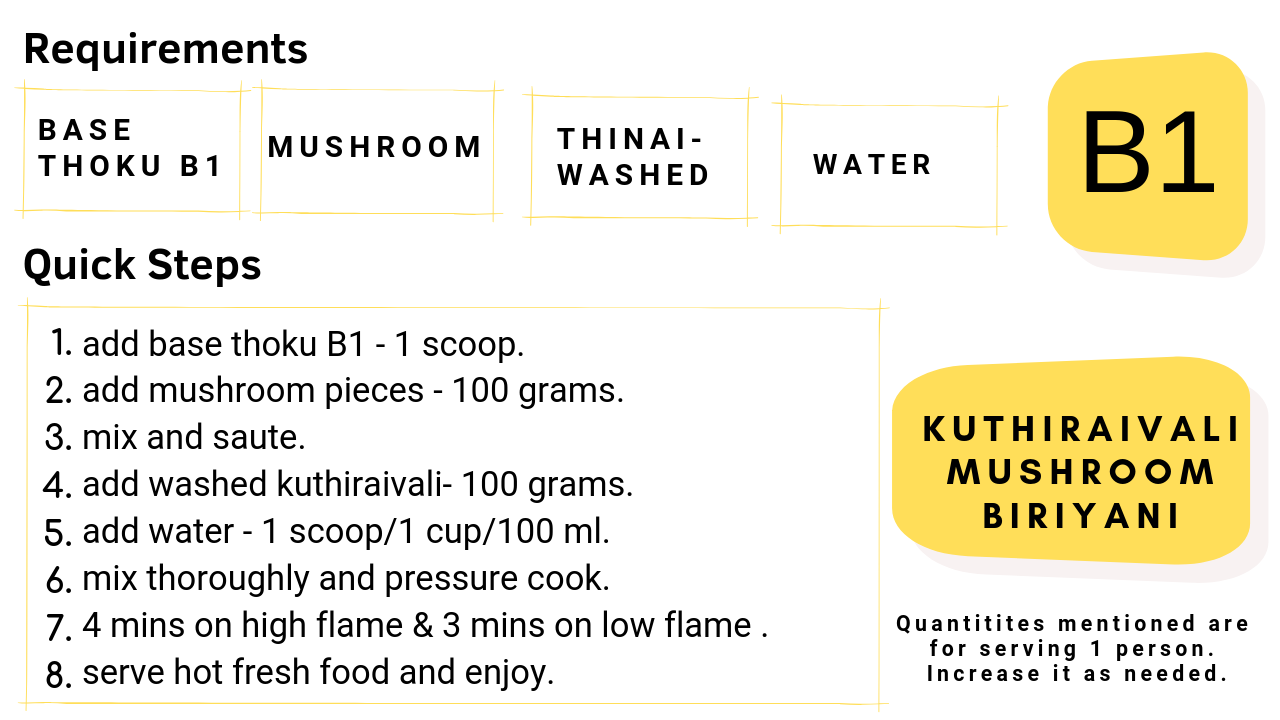 Requirements
BASE
THOKU B1
MUSHROOM
THINAI-
WASHED
WATER
B1
Quick Steps
1. add base thoku B1 - 1 scoop.
2. add mushroom pieces - 100 grams.
3. mix and saute.
4. add washed kuthiraivali- 100 grams.
5. add water - 1 scoop/1 cup/100 ml.
6. mix thoroughly and pressure cook.
7. 4 mins on high flame & 3 mins on low flame .
8. serve hot fresh food and enjoy.
KUTHIRAIVALI
MUSHROOM
BIRIYANI
Quantitites mentioned are
for serving 1 person.
Increase it as needed.